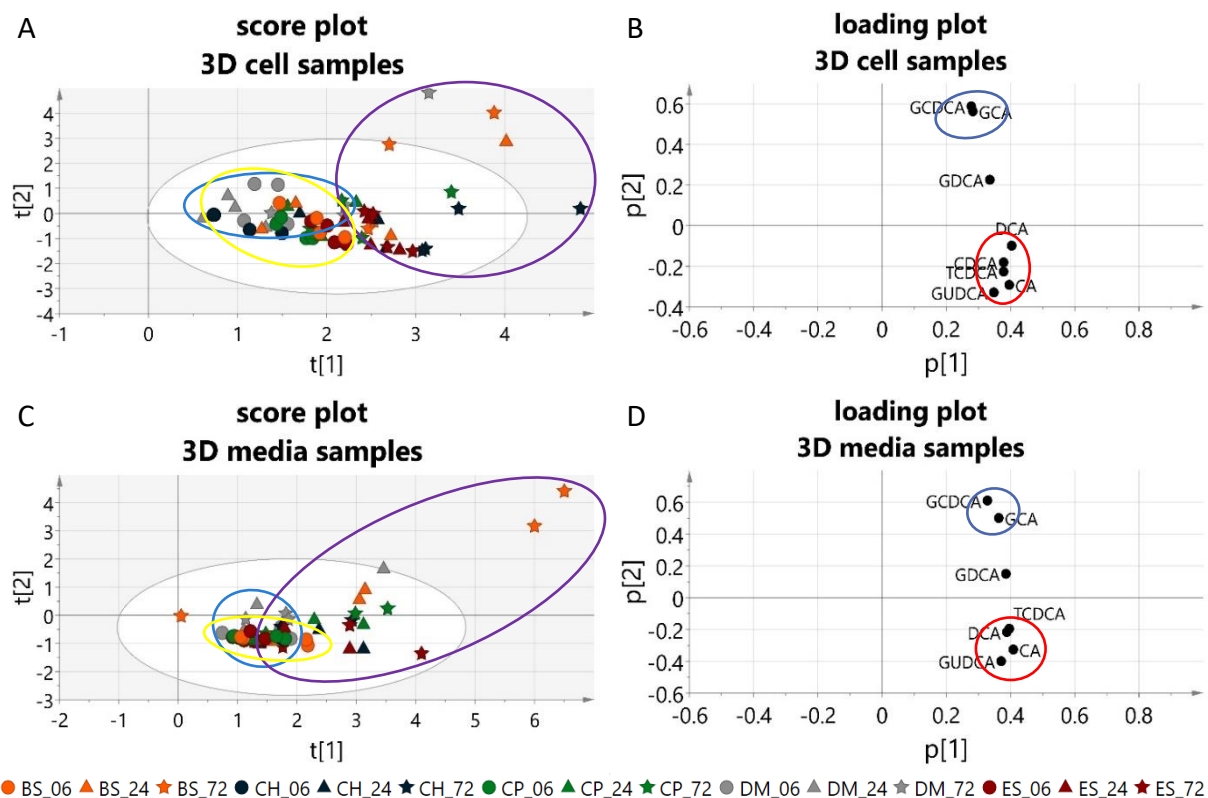 A
score plot
3D cell samples
4
3
2
1
0
-1
-2
-3
-4
t[2]
-1 0 1 2 3 4
t[1]
B
loading plot
3D cell samples
0.6
0.4
0.2
0
-0.2
-0.4
p[2]
GCDCA
GCA
GDCA
DCA
CDCA
TCDCA
CA
GUDCA
-0.6 -0.4 -0.2 0 0.2 0.4 0.6 0.8
p[1]
C
score plot
3D media samples
4
3
2
1
0
-1
-2
-3
t[2]
-2 -1 0 1 2 3 4 5 6
t[1]
D
loading plot
3D media samples
0.6
0.4
0.2
0
-0.2
-0.4
-0.6
p[2]
GCDCA
GCA
GDCA
TCDCA
DCA
CA
GUDCA
-0.6 -0.4 -0.2 0 0.2 0.4 0.6 0.8
p[1]
BS_06 BS_24 BS_72 CH_06 CH_24 CH_72 CP_06 CP_24 CP_72 DM_06 DM_24 DM_72 ES_06 ES_24 ES_72